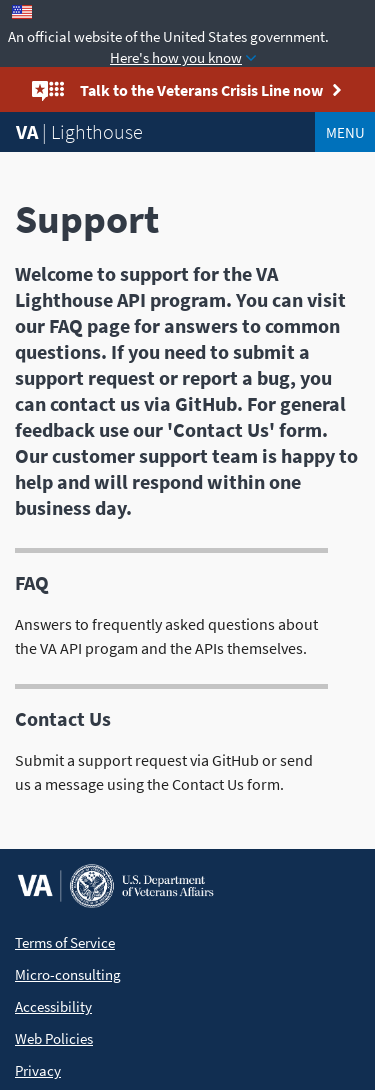 An official website of the United States government.
Here's how you know
Talk to the Veterans Crisis Line now
VA | Lighthouse
MENU
Support
Welcome to support for the VA
Lighthouse API program. You can visit
our FAQ page for answers to common
questions. If you need to submit a
support request or report a bug, you
can contact us via GitHub. For general
feedback use our 'Contact Us' form.
Our customer support team is happy to
help and will respond within one
business day.
FAQ
Answers to frequently asked questions about
the VA API progam and the APIs themselves.
Contact Us
Submit a support request via GitHub or send
us a message using the Contact Us form.
VA
U.S. Department
of Veterans Affairs
Terms of Service
Micro-consulting
Accessibility
Web Policies
Privacy